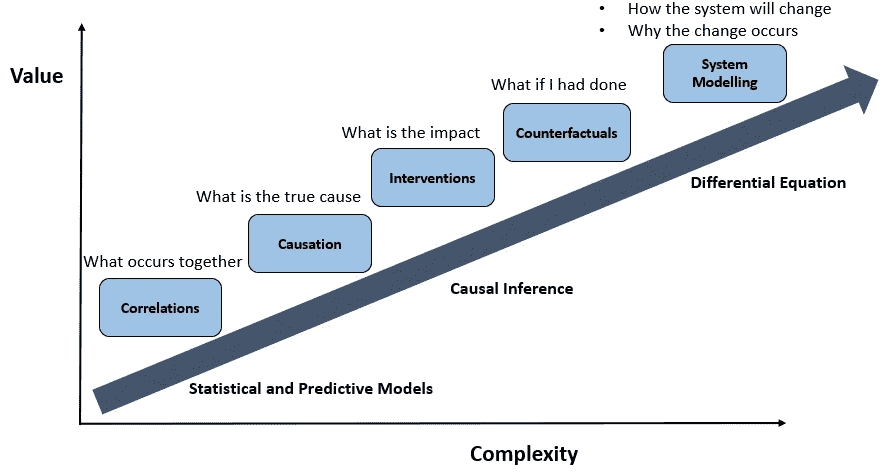 • How the system will change
• Why the change occurs
Value
System
Modelling
What if I had done
Counterfactuals
What is the impact
Interventions
Differential Equation
What is the true cause
Causation
What occurs together
Causal Inference
Correlations
Statistical and Predictive Models
Complexity